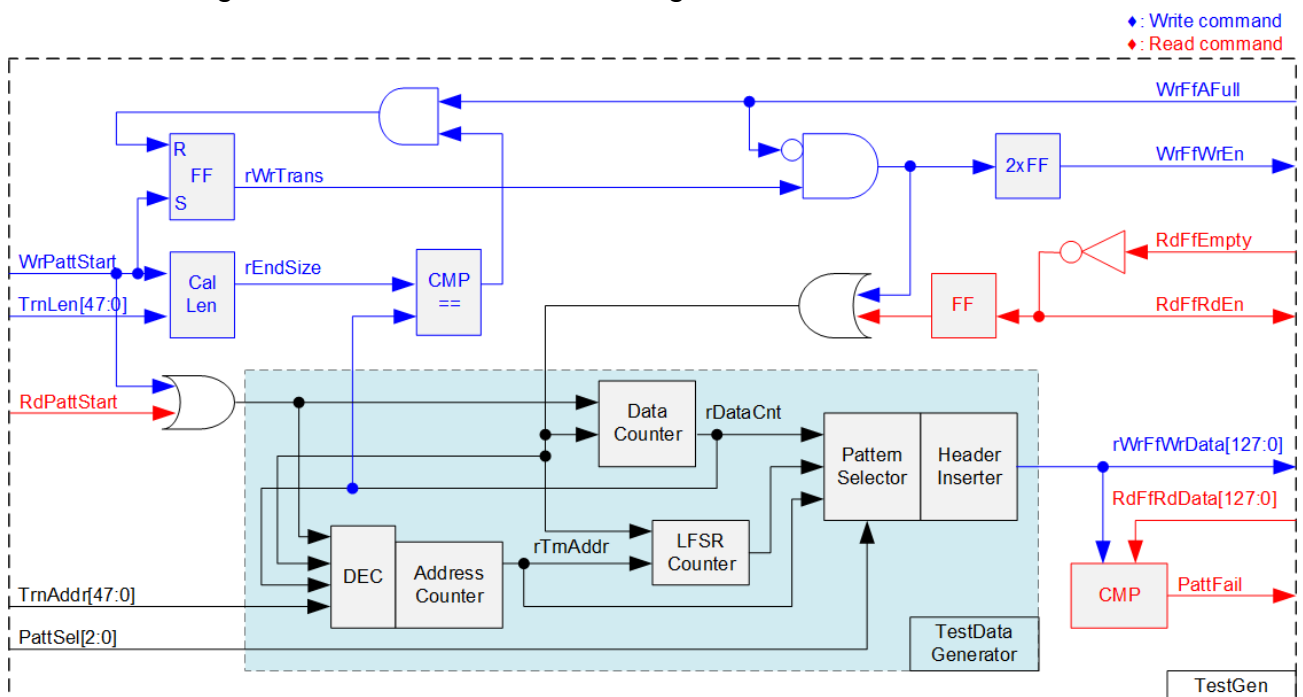 ♦: Write command
♦: Read command
WrFfAFull
R
FF
S
rWrTrans
2xFF
WrFfWrEn
WrPattStart
TrnLen[47:0]
Cal
Len
rEndSize
CMP
==
FF
RdFfEmpty
RdFfRdEn
RdPattStart
Data
Counter
rDataCnt
Pattern
Selector
Header
Inserter
rWrFfWrData[127:0]
RdFfRdData[127:0]
DEC
Address
Counter
rTrnAddr
LFSR
Counter
TrnAddr[47:0]
PattSel[2:0]
CMP
PattFail
TestData
Generator
TestGen